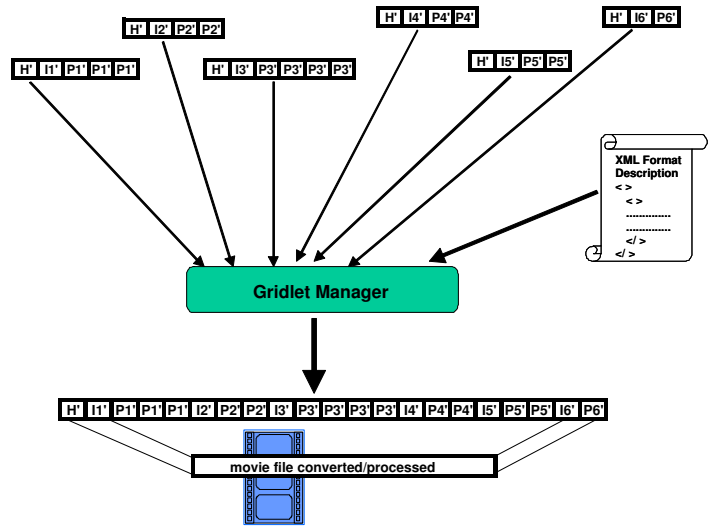 H' I4' P4' P4'
H' I6' P6'
H' I2' P2' P2'
H' I1' P1' P1' P1'
H' I3' P3' P3' P3' P3'
H' I5' P5' P5'
XML Format
Description
< >
< >
..............
..............
</ >
</ >
Gridlet Manager
H' I1' P1' P1' P1' I2' P2' P2' I3' P3' P3' P3' P3' I4' P4' P4' I5' P5' P5' I6' P6'
movie file converted/processed